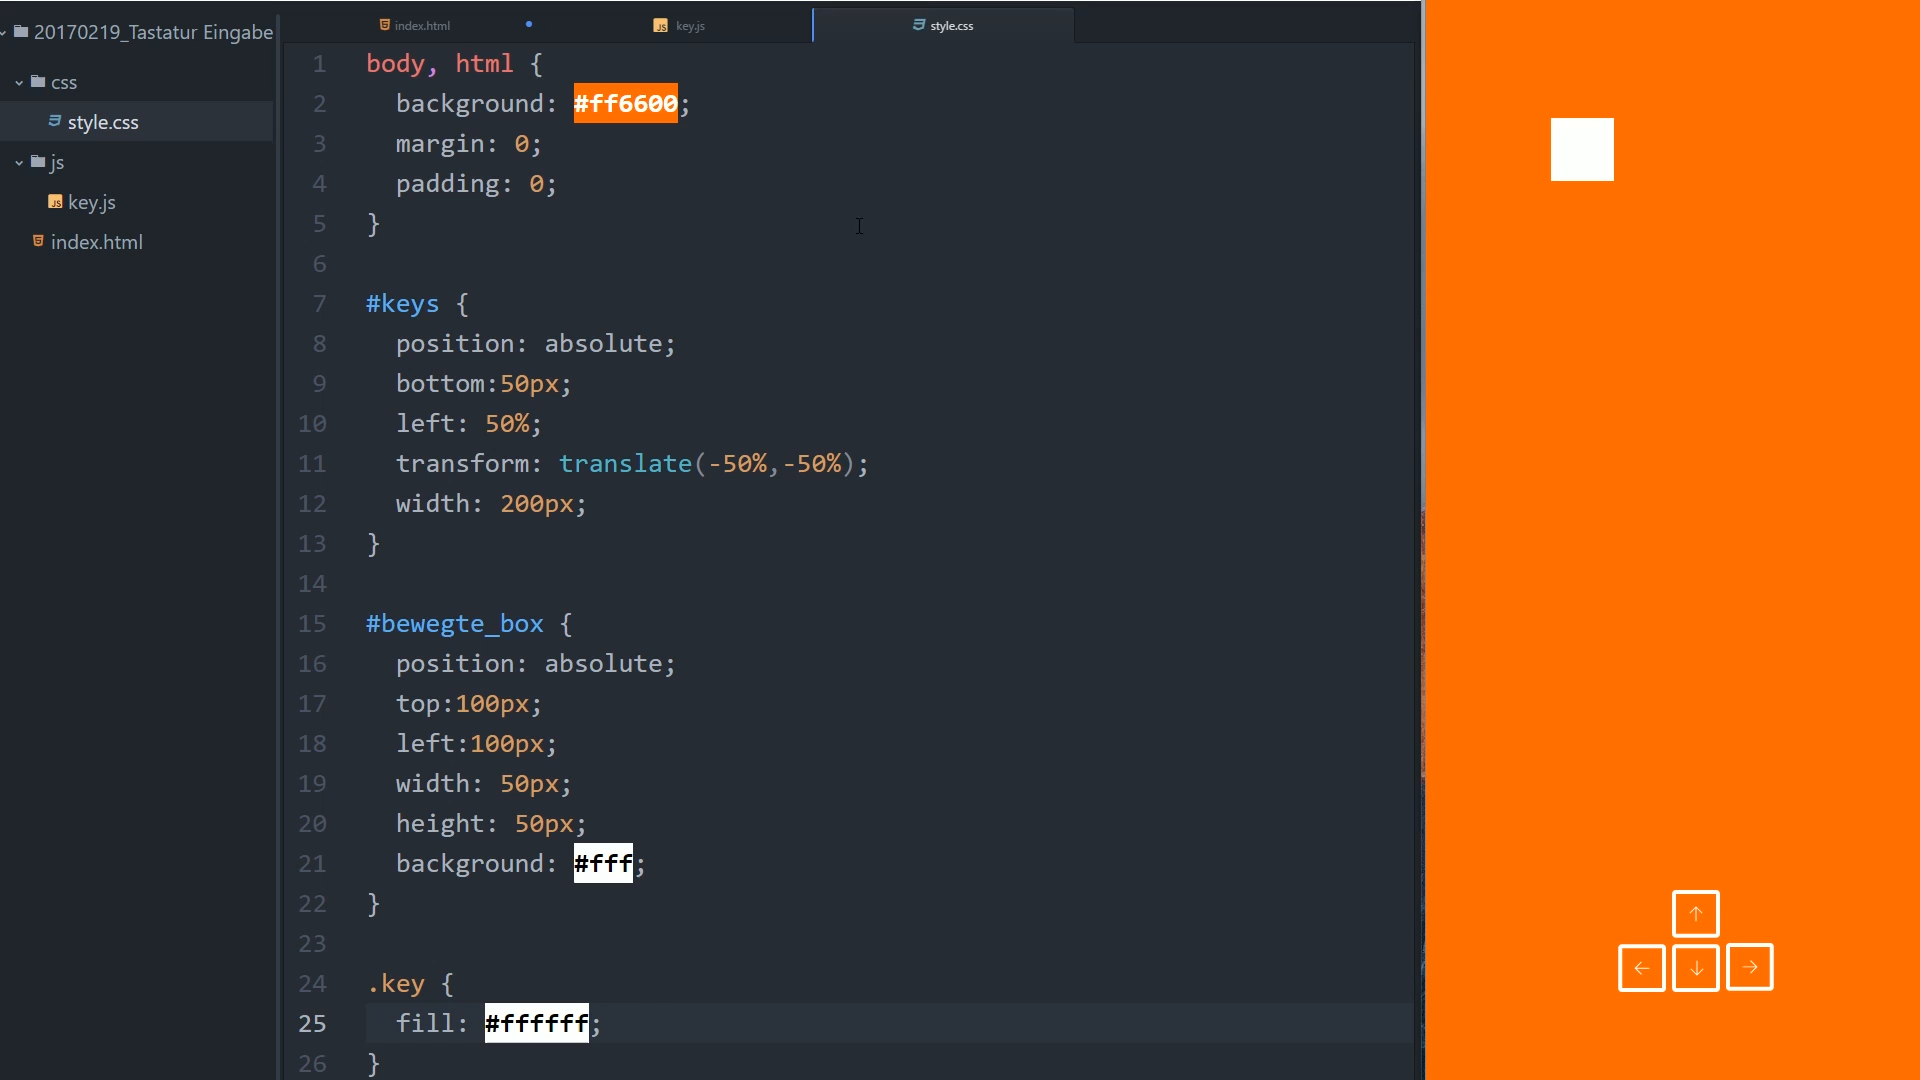 20170219_Tastatur Eingabe
css
style.css
js
key.js
index.html
index.html
key.js
style.css
1 body, html {
2 background: #ff6600;
3 margin: 0;
4 padding: 0;
5 }
6
7 #keys {
8 position: absolute;
9 bottom:50px;
10 left: 50%;
11 transform: translate(-50%,-50%);
12 width: 200px;
13 }
14
15 #bewegte_box {
16 position: absolute;
17 top:100px;
18 left:100px;
19 width: 50px;
20 height: 50px;
21 background: #fff;
22 }
23
24 .key {
25 fill: #ffffff;
26 }
↑
← ↓ →